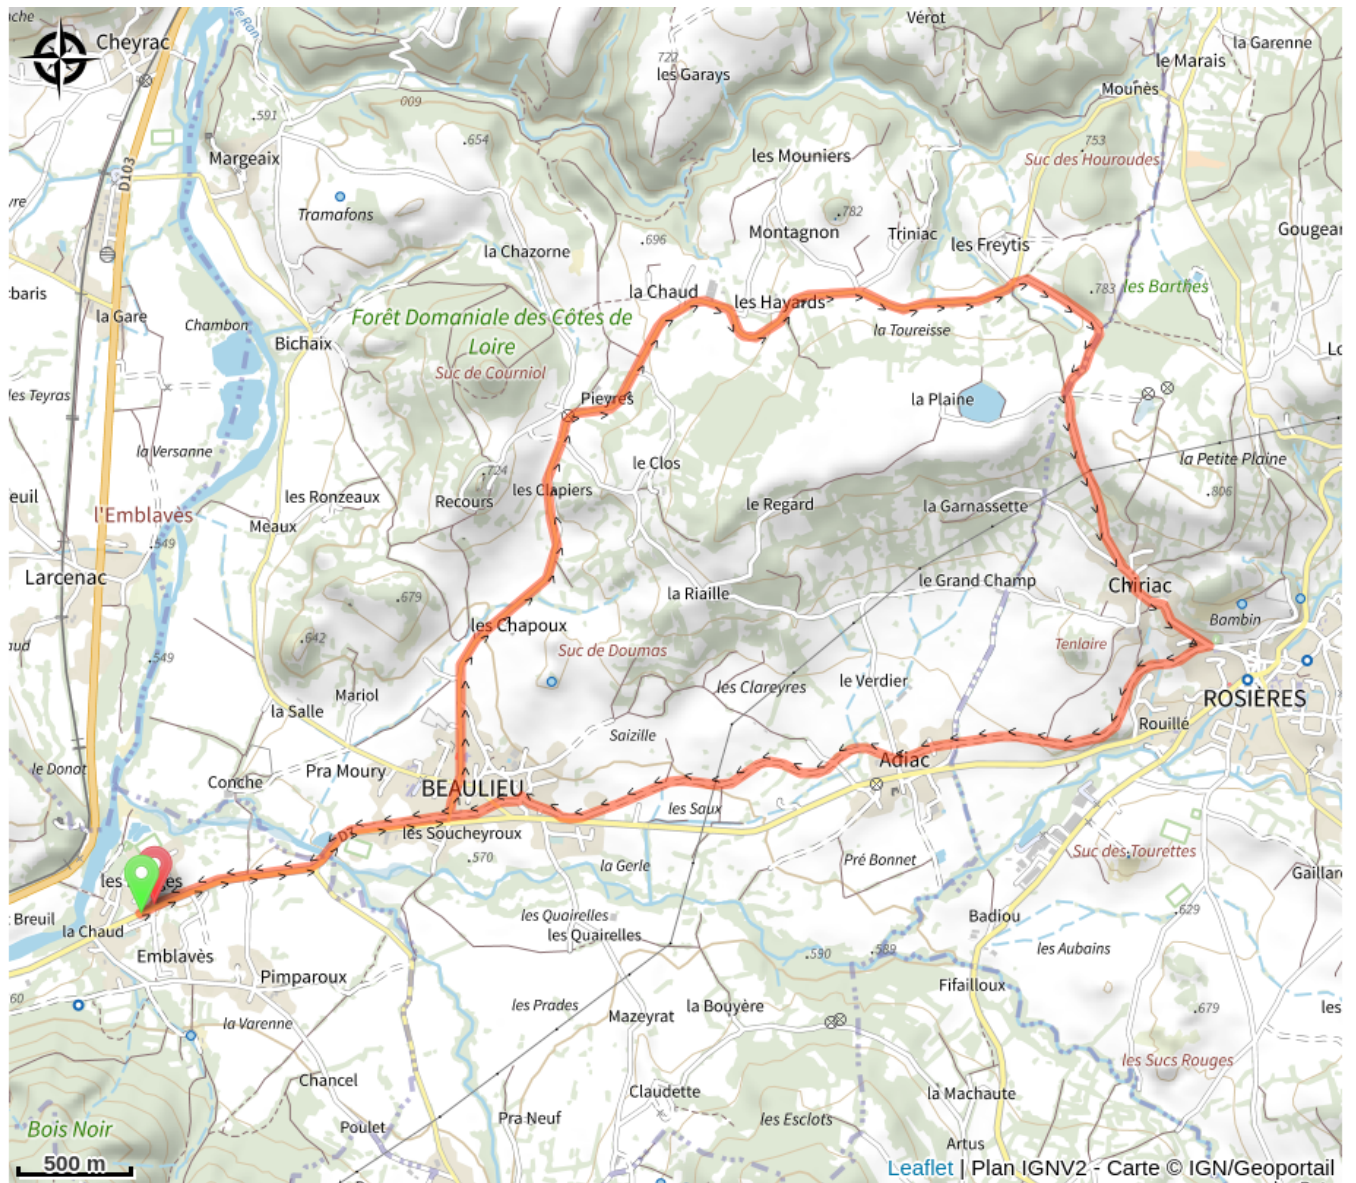 Cheyrac
Vérot
la Garenne
le Marais
les Garays
720
Mounès
009
.591
.654
753
D103
Margeaix
les Mouniers
Suc des Houroudes
Tramafons
.782
Montagnon
Triniac
les Freytis
.696
la Chazorne
la Chaud
les Hayards
.783
les Barthes
la Gare
Chambon
Forêt Domaniale des Côtes de
Loire
la Toureisse
Bichaix
Suc de Courniol
les Teyras
Pieyres
la Plaine
la Versanne
le Clos
la Petite Plaine
.724
Recours
les Clapiers
.806
les Ronzeaux
le Regard
la Garnassette
l'Emblavès
Meaux
.549
Larcenac
la Riaille
le Grand Champ
Chiriac
.679
les Chapoux
Bambin
.642
Suc de Doumas
Tenlaire
.549
Mariol
les Clareyres
le Verdier
ROSIÈRES
la Salle
Rouillé
Saizille
le Donat
Pra Moury
Adiac
Conche
BEAULIEU
les Saux
les Soucheyroux
.570
la Gerle
Pré Bonnet
Suc des Tourettes
Breuil
la Chaud
les Quairelles
les Quairelles
Badiou
.629
Emblavès
les Aubains
.590
.589
Pimparoux
Fifailloux
les Prades
la Bouyère
Mazeyrat
.679
la Varenne
les Sucs Rouges
Chancel
Claudette
la Machaute
Pra Neuf
les Esclots
Poulet
Bois Noir
Artus
500 m
Leaflet | Plan IGNV2 - Carte © IGN/Geoportail